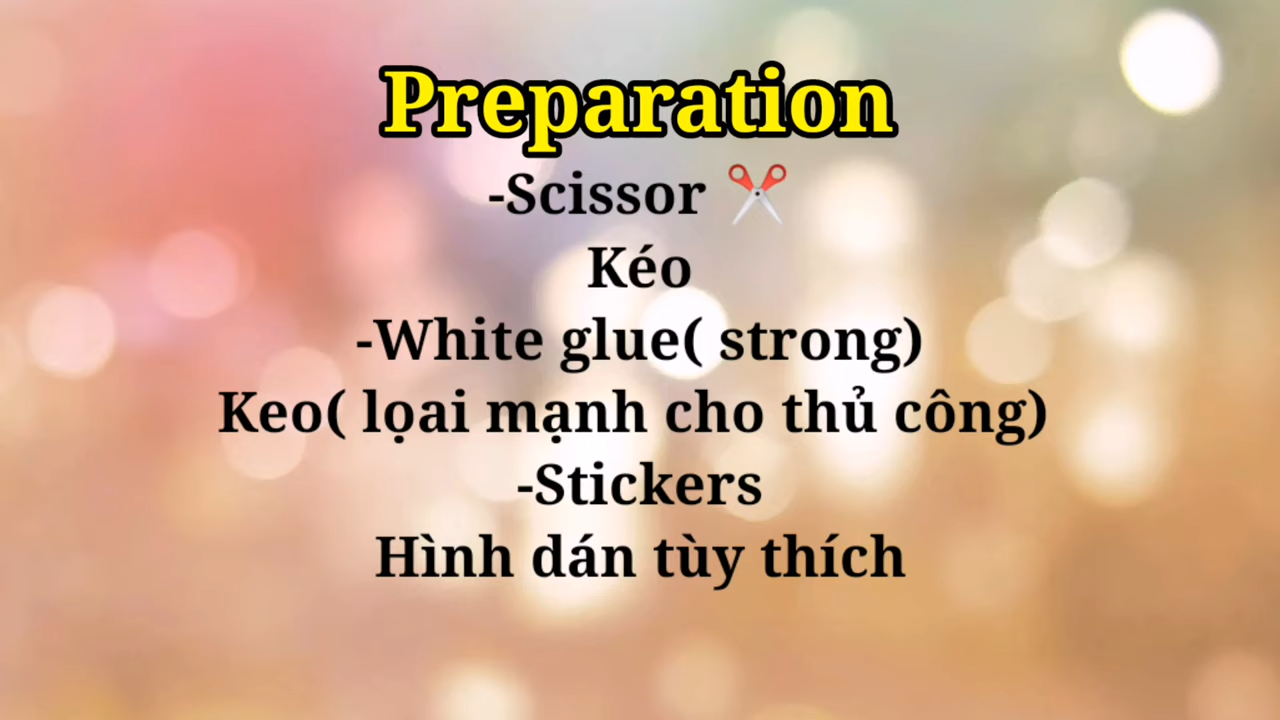 Preparation
-Scissor ✂
Kéo
-White glue( strong)
Keo( lọai mạnh cho thủ công)
-Stickers
Hình dán tùy thích